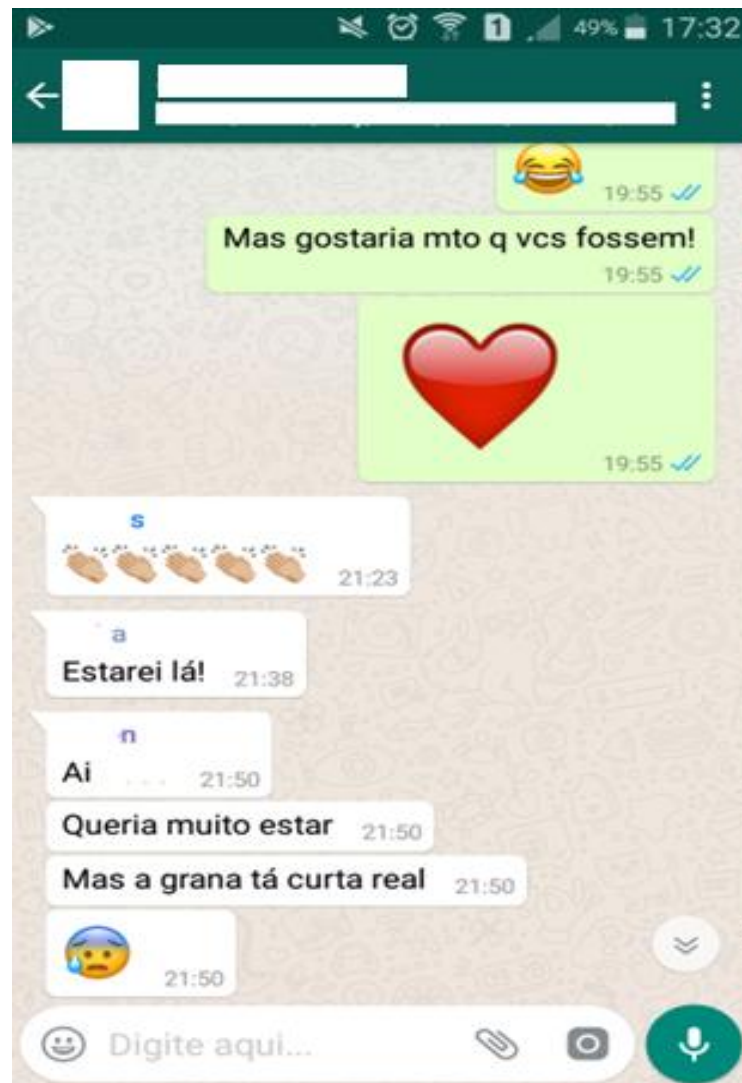 49% 17:32
19:55
Mas gostaria mto q vcs fossem!
19:55
19:55
s
21:23
a
Estarei lá! 21:38
n
Ai 21:50
Queria muito estar 21:50
Mas a grana tá curta real 21:50
21:50
Digite aqui...